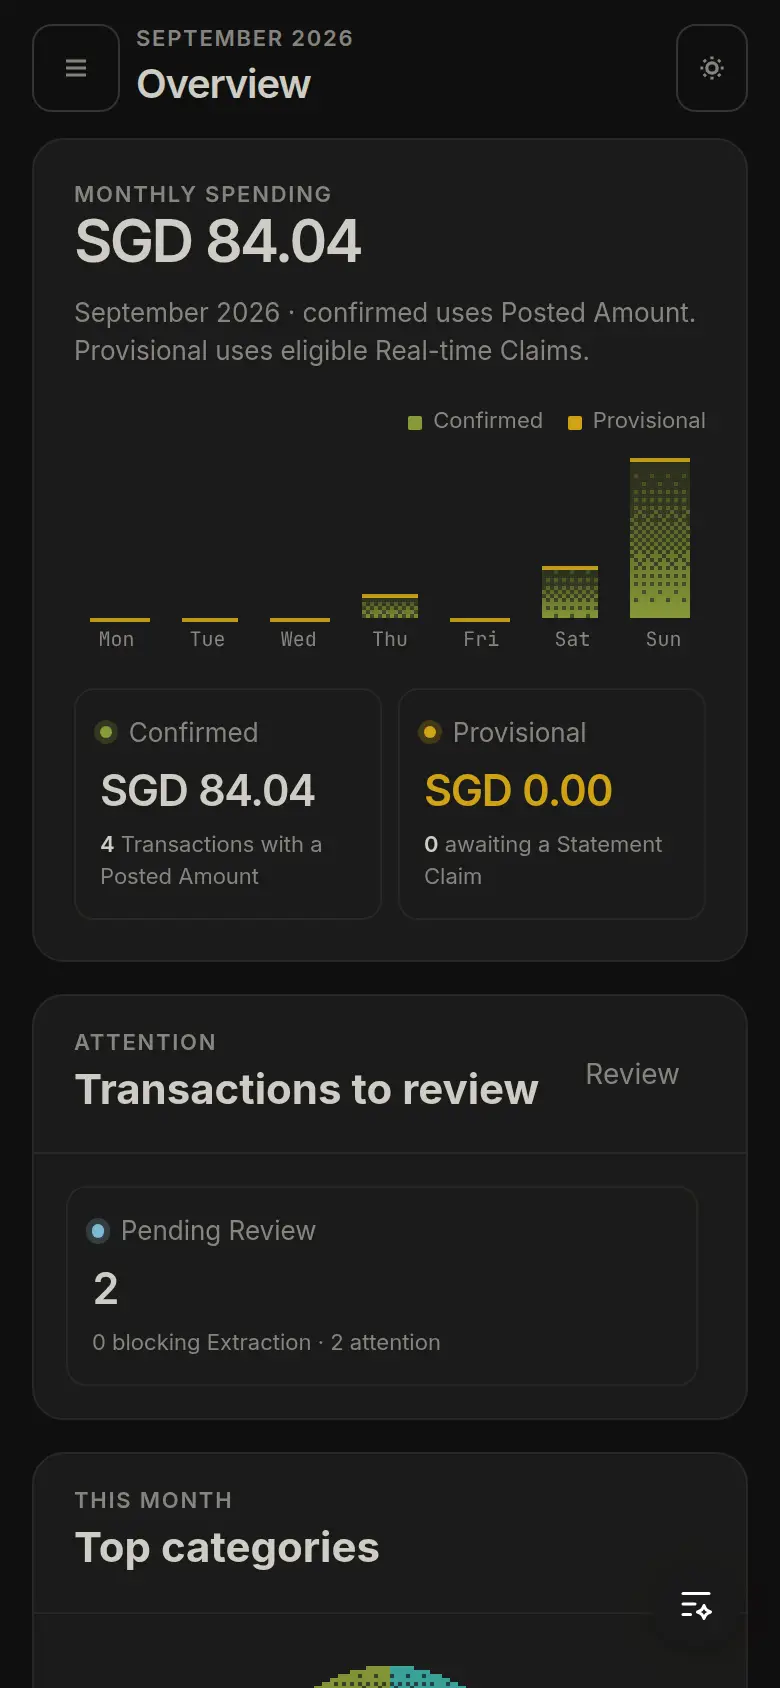 SEPTEMBER 2026
Overview
MONTHLY SPENDING
SGD 84.04
September 2026 · confirmed uses Posted Amount.
Provisional uses eligible Real-time Claims.
Confirmed Provisional
Mon Tue Wed Thu Fri Sat Sun
Confirmed
SGD 84.04
4 Transactions with a
Posted Amount
Provisional
SGD 0.00
0 awaiting a Statement
Claim
ATTENTION
Transactions to review
Review
Pending Review
2
0 blocking Extraction · 2 attention
THIS MONTH
Top categories